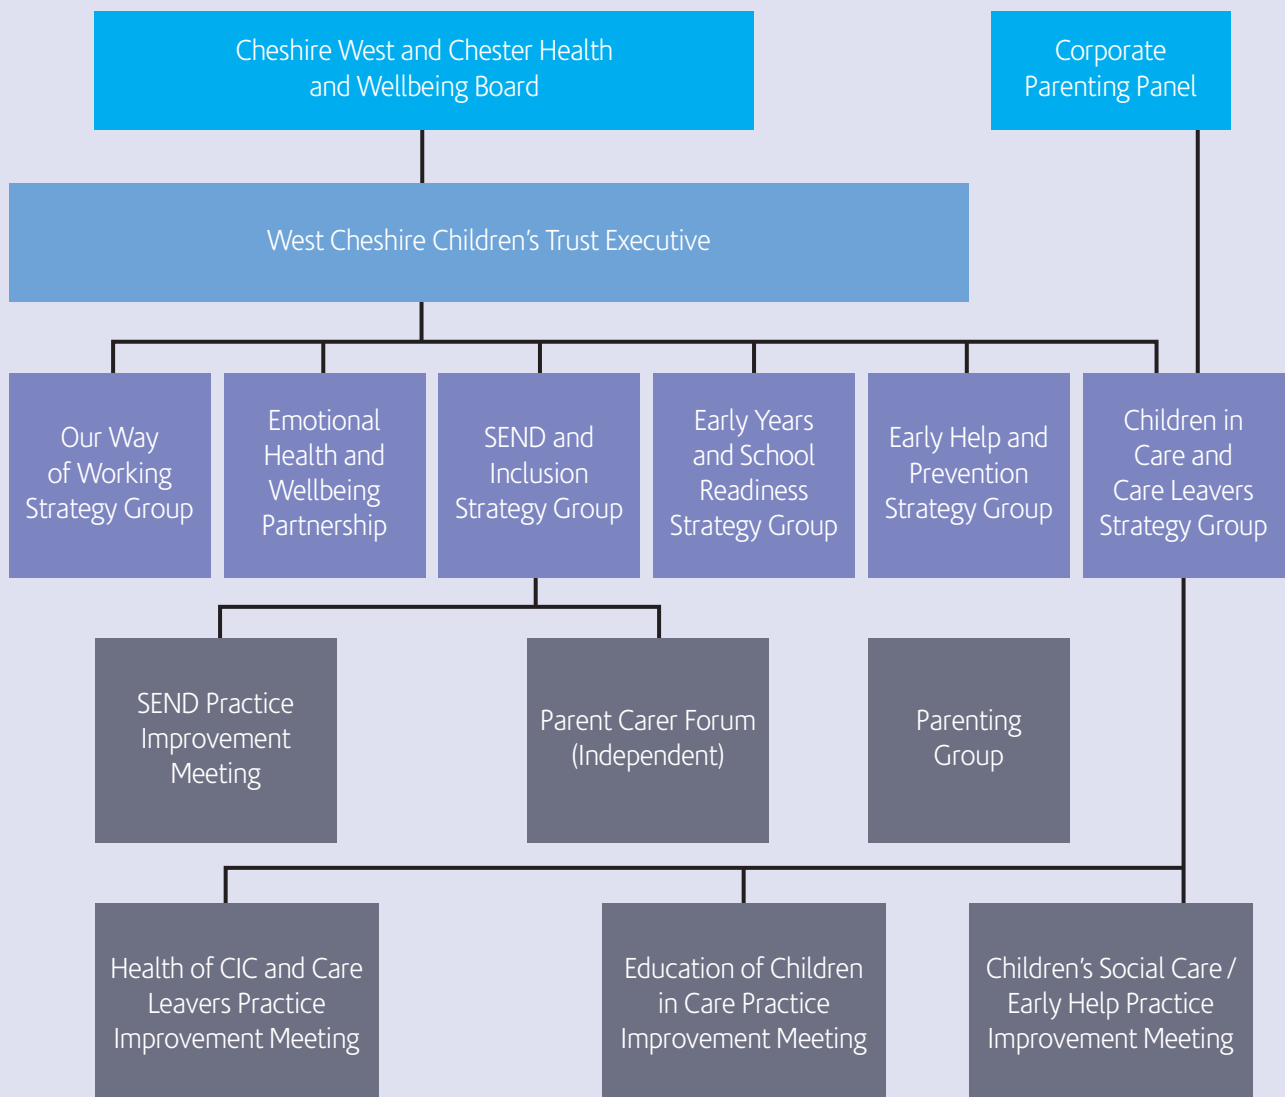 Cheshire West and Chester Health
and Wellbeing Board
Corporate
Parenting Panel
West Cheshire Children’s Trust Executive
Our Way
of Working
Strategy Group
Emotional
Health and
Wellbeing
Partnership
SEND and
Inclusion
Strategy Group
Early Years
and School
Readiness
Strategy Group
Early Help and
Prevention
Strategy Group
Children in
Care and
Care Leavers
Strategy Group
SEND Practice
Improvement
Meeting
Parent Carer Forum
(Independent)
Parenting
Group
Health of CIC and Care
Leavers Practice
Improvement Meeting
Education of Children
in Care Practice
Improvement Meeting
Children’s Social Care /
Early Help Practice
Improvement Meeting